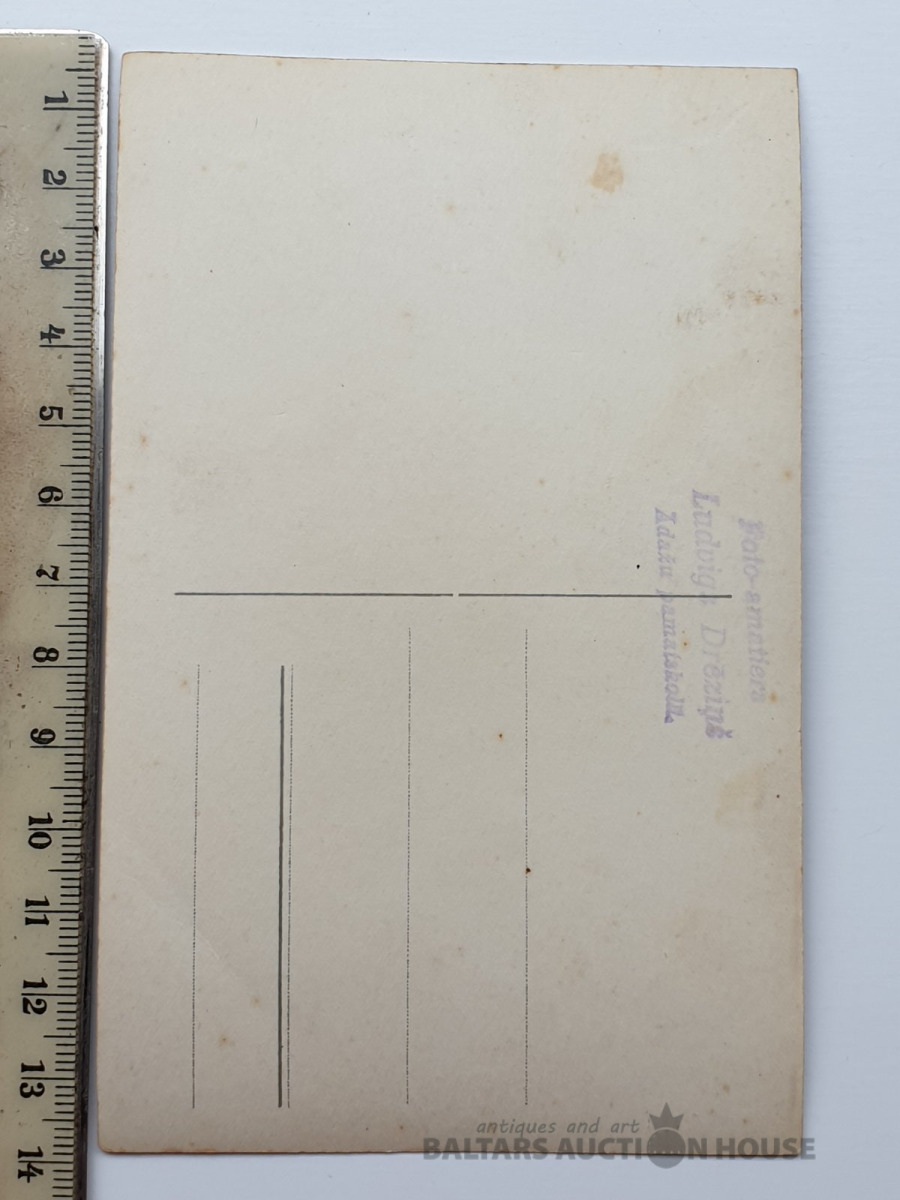 1
2
3
4
5
6
7
8
9
10
11
12
13
14
Foto-amatieris
Ludvigs Drēziņš
Ādažu pamatskolā
antiques and art
BALTARS AUCTION HOUSE